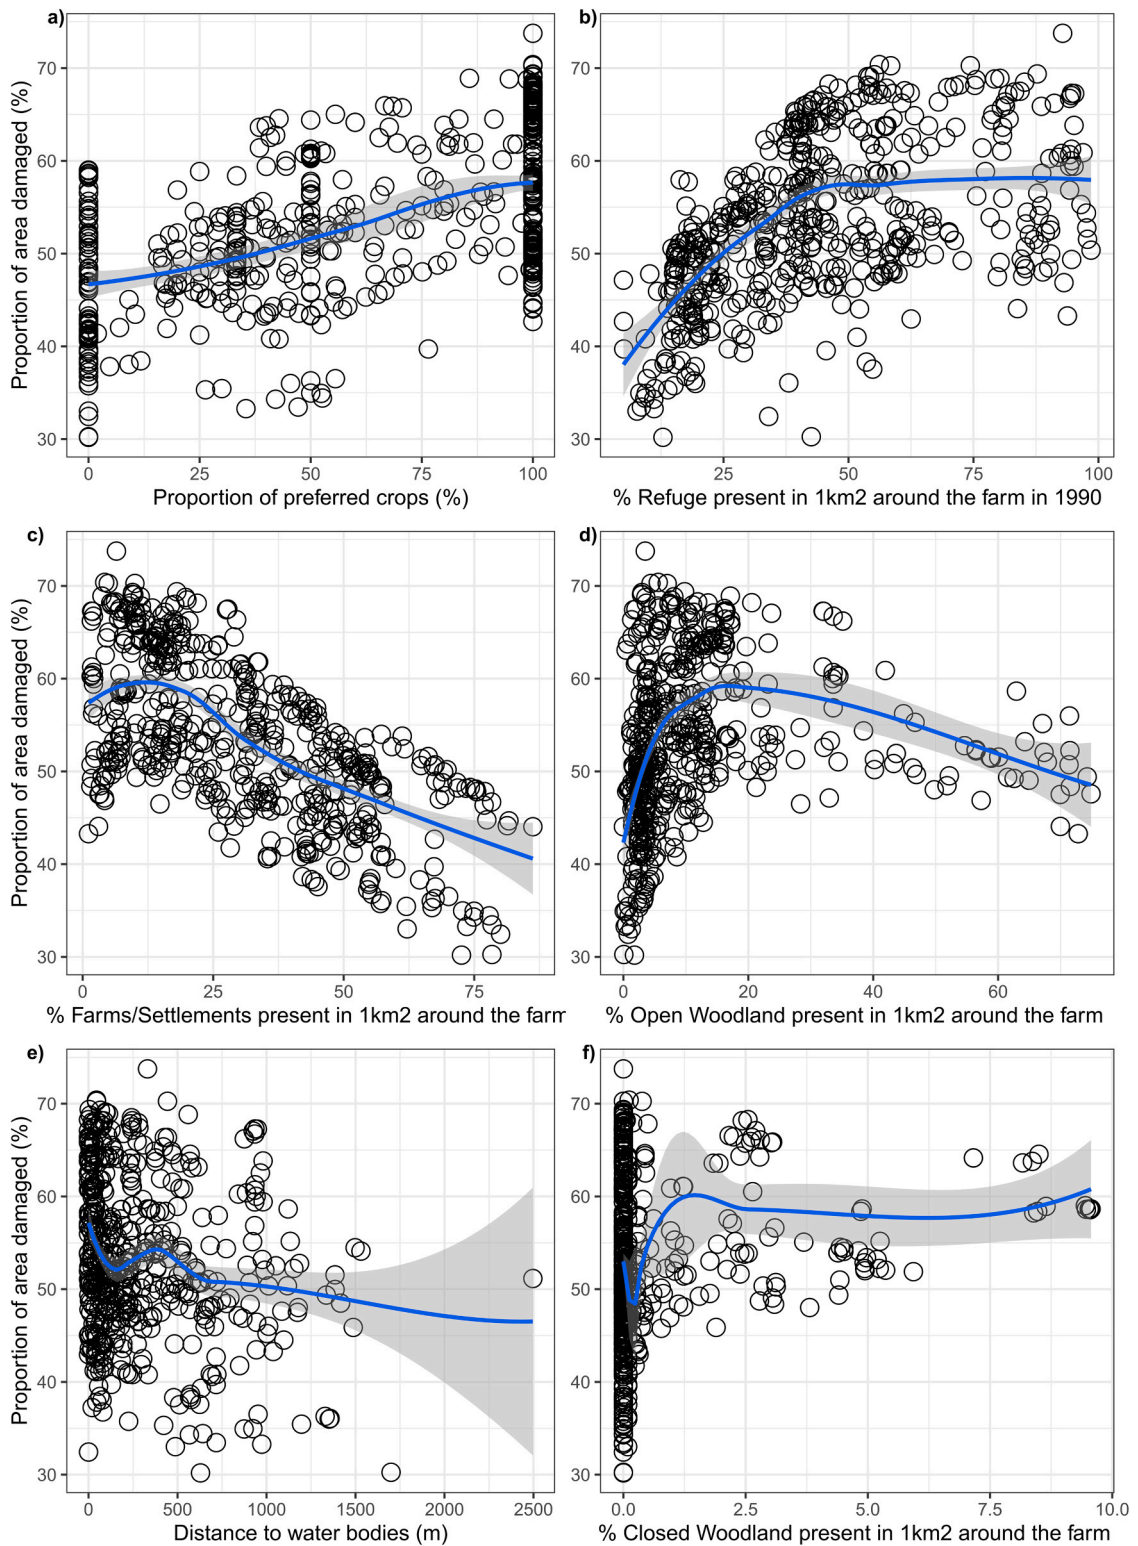 a)
Proportion of area damaged (%)
70
60
50
40
30
0 25 50 75 100
Proportion of preferred crops (%)
b)
70
60
50
40
30
25 50 75 100
% Refuge present in 1km2 around the farm in 1990
c)
Proportion of area damaged (%)
70
60
50
40
30
0 25 50 75
% Farms/Settlements present in 1km2 around the farm
d)
70
60
50
40
30
0 20 40 60
% Open Woodland present in 1km2 around the farm
e)
Proportion of area damaged (%)
70
60
50
40
30
0 500 1000 1500 2000 2500
Distance to water bodies (m)
f)
70
60
50
40
30
0.0 2.5 5.0 7.5 10.0
% Closed Woodland present in 1km2 around the farm